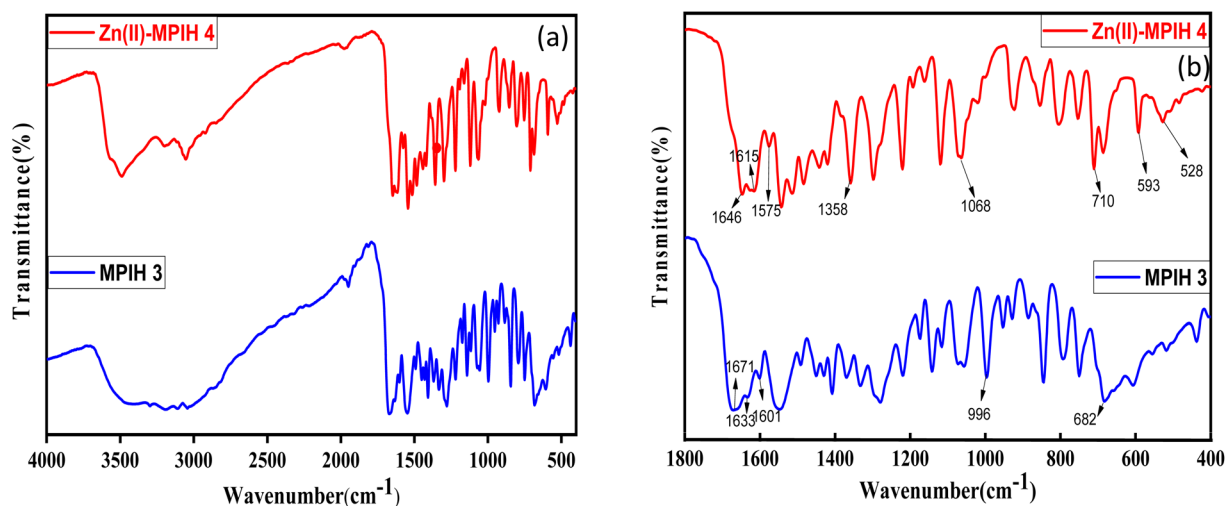 Zn(II)-MPIH 4
(a)
MPIH 3
Transmittance(%)
4000 3500 3000 2500 2000 1500 1000 500
Wavenumber(cm-1)
Zn(II)-MPIH 4
(b)
1615
1646
1575
1358
1068
710
593
528
MPIH 3
1671
1633
1601
996
682
Transmittance(%)
1800 1600 1400 1200 1000 800 600 400
Wavenumber(cm-1)